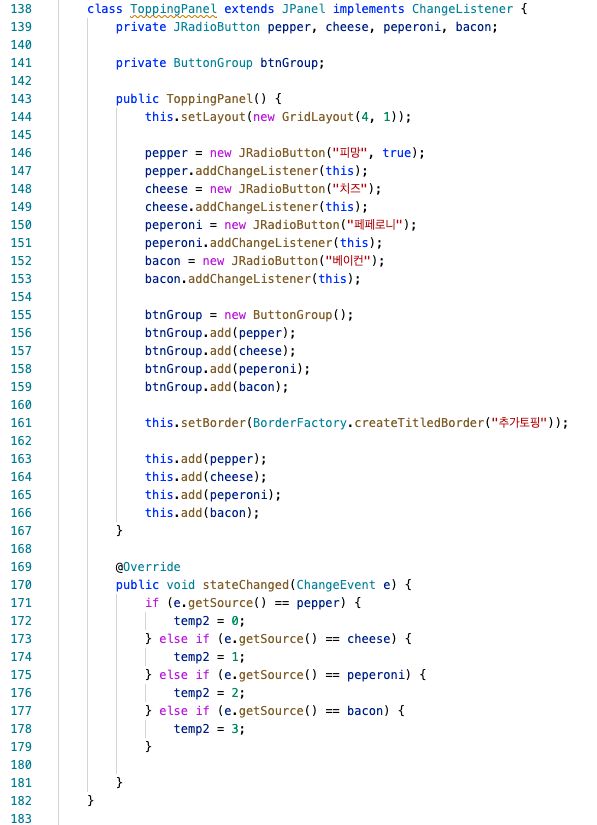 138 class ToppingPanel extends JPanel implements ChangeListener {
139 private JRadioButton pepper, cheese, peperoni, bacon;
140
141 private ButtonGroup btnGroup;
142
143 public ToppingPanel() {
144 this.setLayout(new GridLayout(4, 1));
145
146 pepper = new JRadioButton("피망", true);
147 pepper.addChangeListener(this);
148 cheese = new JRadioButton("치즈");
149 cheese.addChangeListener(this);
150 peperoni = new JRadioButton("페페로니");
151 peperoni.addChangeListener(this);
152 bacon = new JRadioButton("베이컨");
153 bacon.addChangeListener(this);
154
155 btnGroup = new ButtonGroup();
156 btnGroup.add(pepper);
157 btnGroup.add(cheese);
158 btnGroup.add(peperoni);
159 btnGroup.add(bacon);
160
161 this.setBorder(BorderFactory.createTitledBorder("추가토핑"));
162
163 this.add(pepper);
164 this.add(cheese);
165 this.add(peperoni);
166 this.add(bacon);
167 }
168
169 @Override
170 public void stateChanged(ChangeEvent e) {
171 if (e.getSource() == pepper) {
172 temp2 = 0;
173 } else if (e.getSource() == cheese) {
174 temp2 = 1;
175 } else if (e.getSource() == peperoni) {
176 temp2 = 2;
177 } else if (e.getSource() == bacon) {
178 temp2 = 3;
179 }
180
181 }
182 }
183